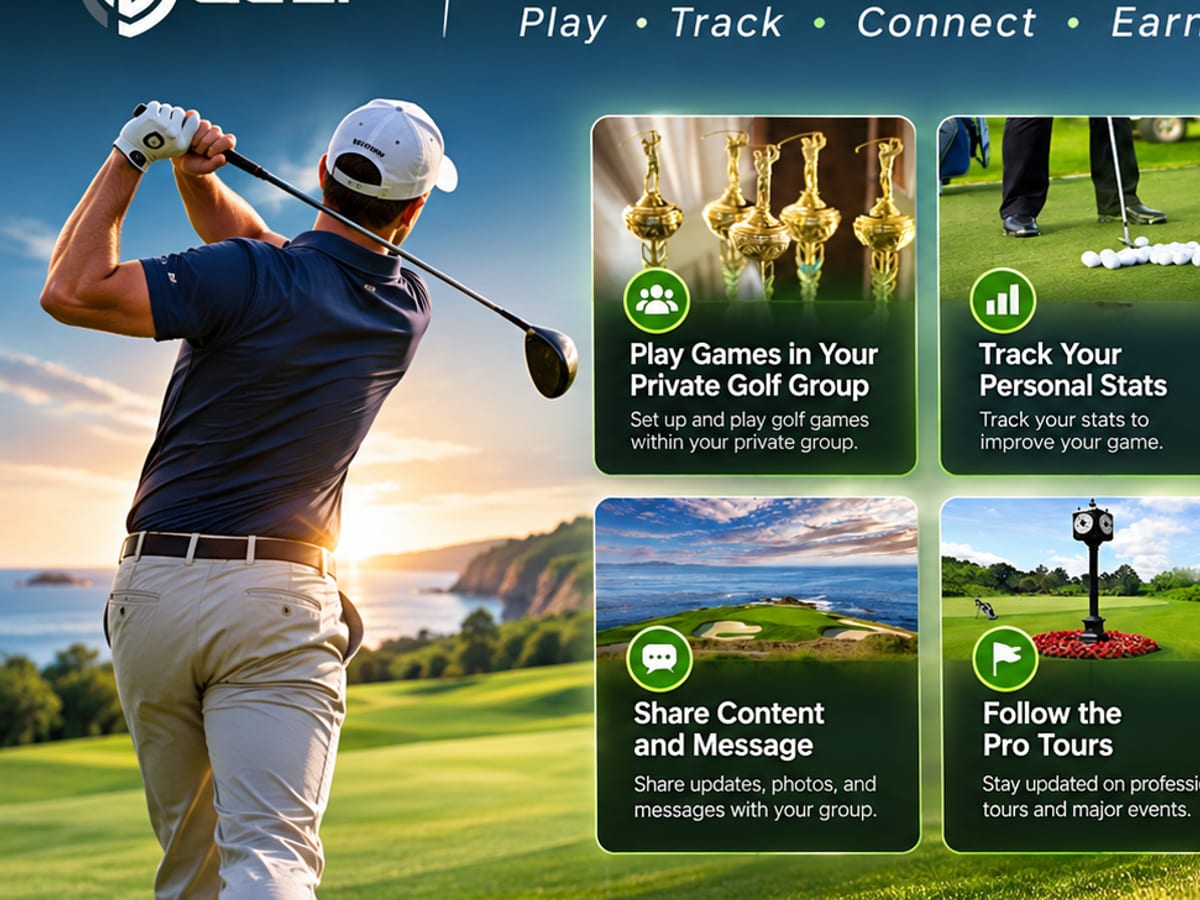 Play • Track • Connect • Earn
Play Games in Your
Private Golf Group
Set up and play golf games
within your private group.
Track Your
Personal Stats
Track your stats to
improve your game.
Share Content
and Message
Share updates, photos, and
messages with your group.
Follow the
Pro Tours
Stay updated on
tours and major events.